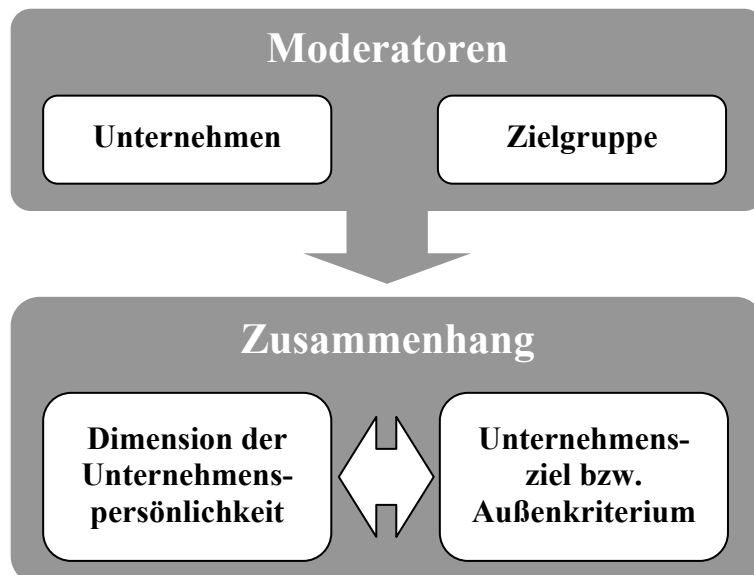 Moderatoren
Unternehmen
Zielgruppe
Zusammenhang
Dimension der
Unternehmens-
persönlichkeit
Unternehmens-
ziel bzw.
Außenkriterium